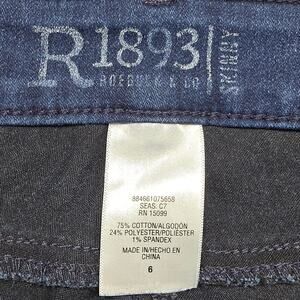 R1893
ROEBUCK & CO
SKINNY
884661075658
SEAS: C7
RN 15099
75% COTTON/ALGODÓN
24% POLYESTER/POLIÉSTER
1% SPANDEX
MADE IN/HECHO EN
CHINA
6